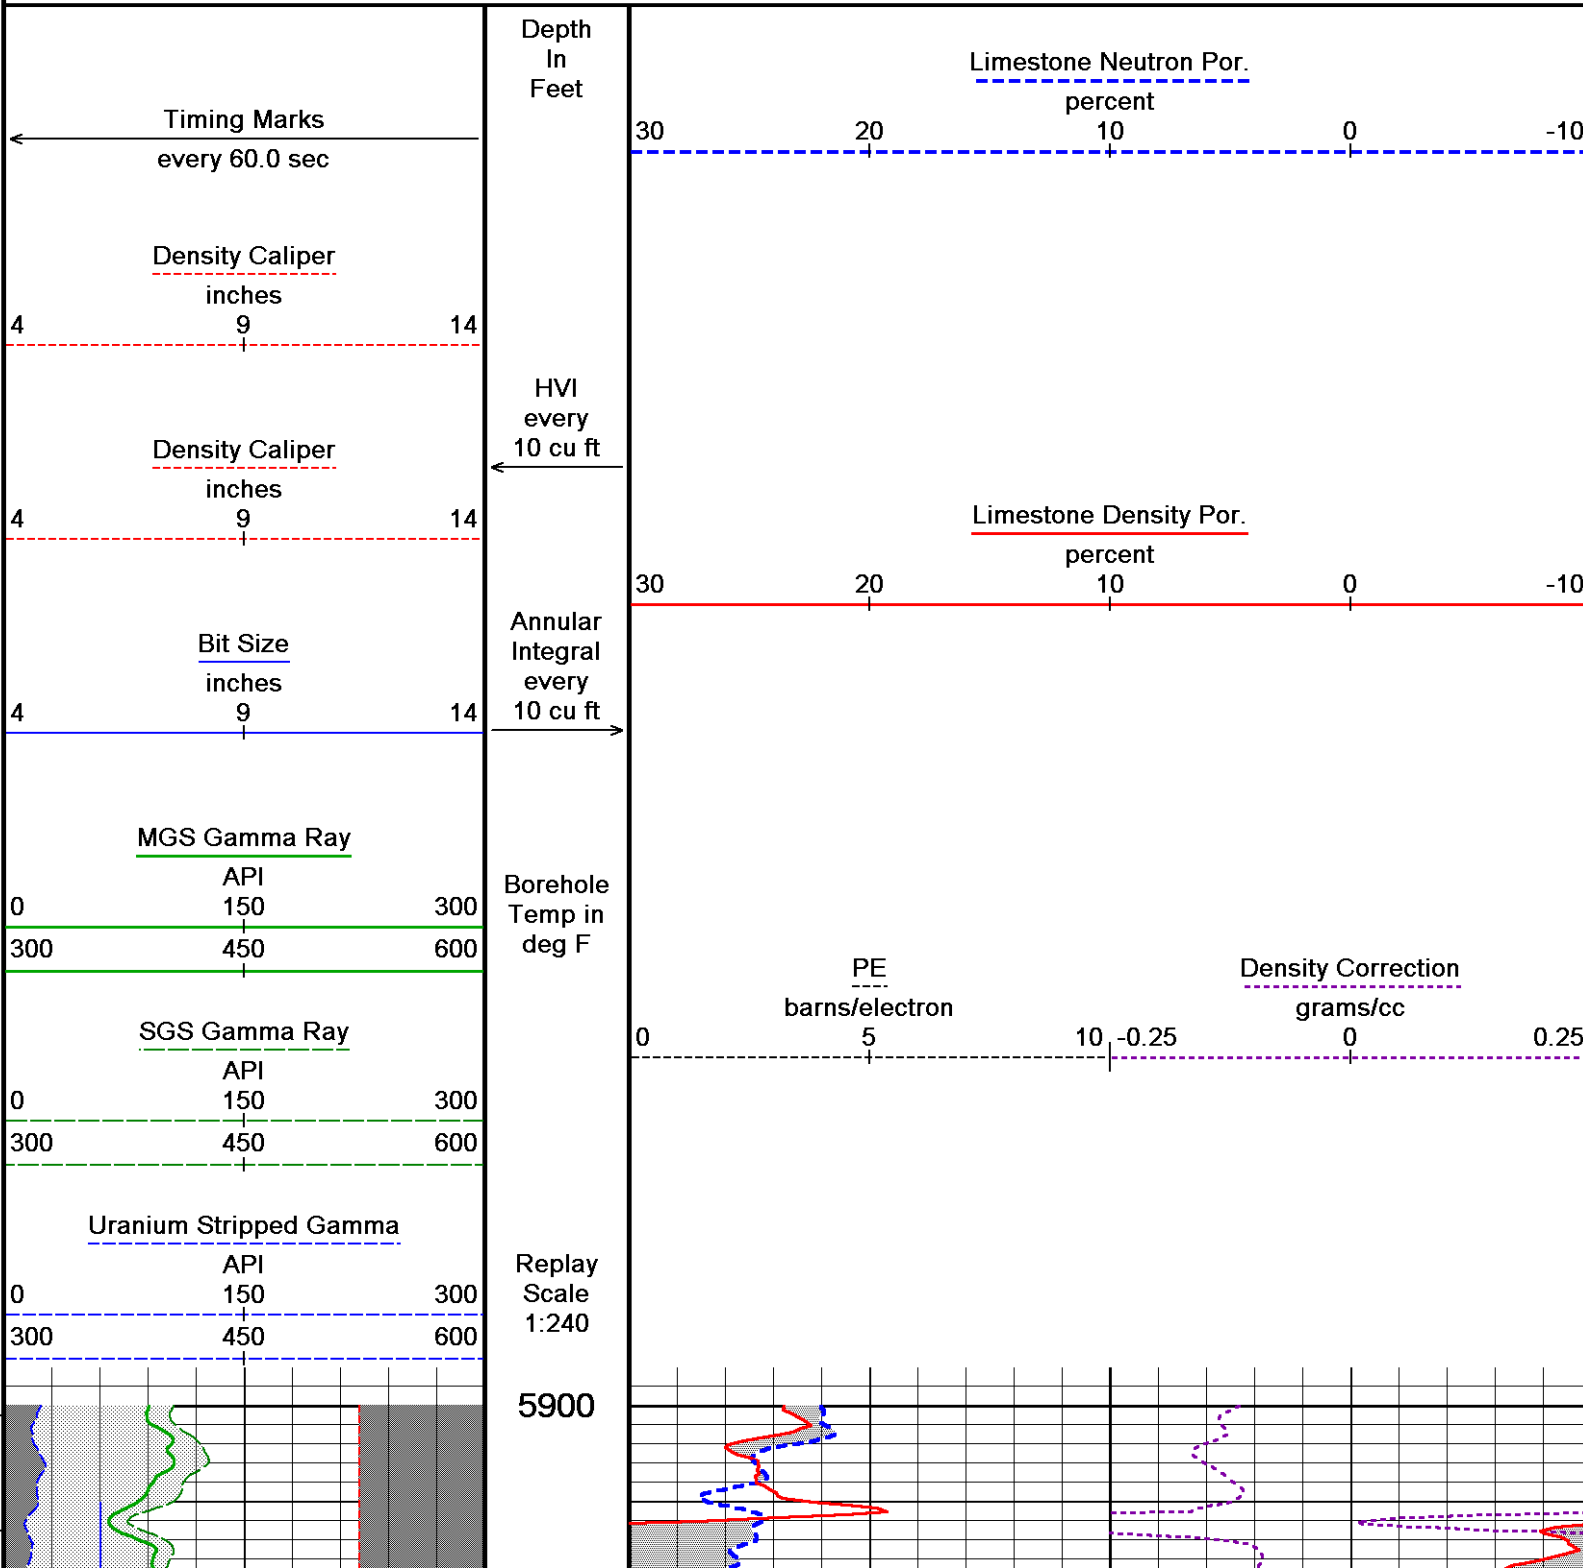 Timing Marks
every 60.0 sec
Density Caliper
inches
4 9 14
Density Caliper
inches
4 9 14
Bit Size
inches
4 9 14
MGS Gamma Ray
API
0 150 300
300 450 600
SGS Gamma Ray
API
0 150 300
300 450 600
Uranium Stripped Gamma
API
0 150 300
300 450 600
Depth
In
Feet
HVI
every
10 cu ft
Annular
Integral
every
10 cu ft
Borehole
Temp in
deg F
Replay
Scale
1:240
5900
Limestone Neutron Por.
percent
30 20 10 0 -10
Limestone Density Por.
percent
30 20 10 0 -10
PE
barns/electron
0 5 10
Density Correction
grams/cc
-0.25 0 0.25